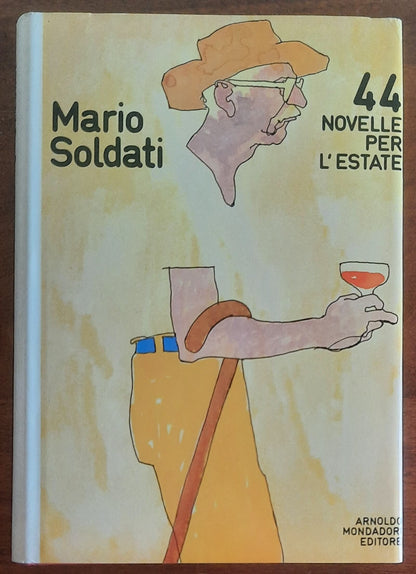 Mario
Soldati
44
NOVELLE
PER
L'ESTATE
ARNOLDO
MONDADORI
EDITORE